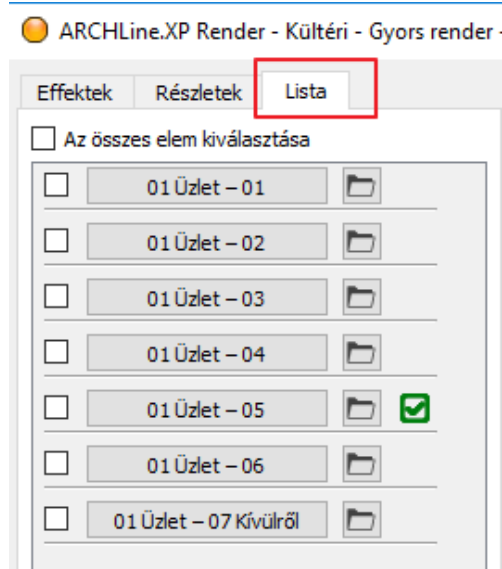 ARCHLine.XP Render - Kültéri - Gyors render -
Effektek Részletek Lista
Az összes elem kiválasztása
01 Üzlet – 01
01 Üzlet – 02
01 Üzlet – 03
01 Üzlet – 04
01 Üzlet – 05
01 Üzlet – 06
01 Üzlet – 07 Kívülről